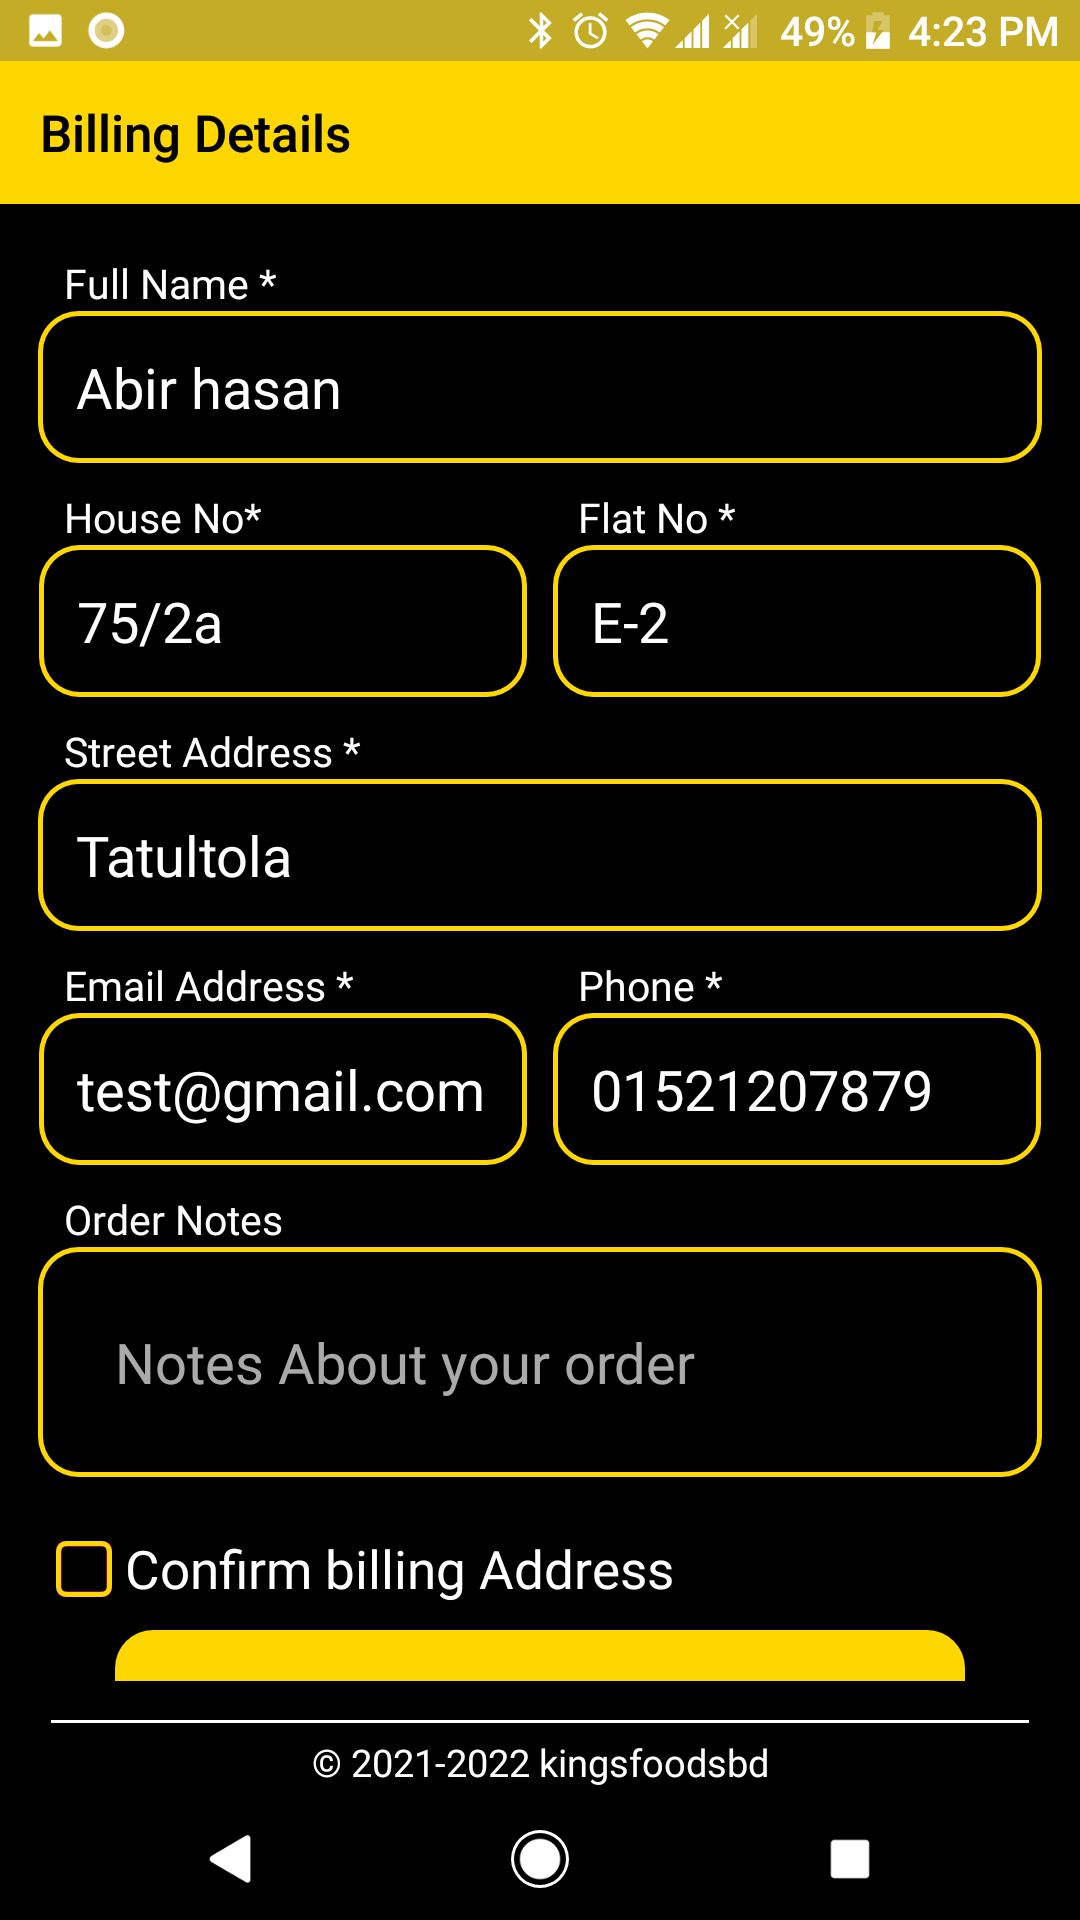 49% 4:23 PM
Billing Details
Full Name *
Abir hasan
House No* Flat No *
75/2a E-2
Street Address *
Tatultola
Email Address * Phone *
test@gmail.com 01521207879
Order Notes
Notes About your order
Confirm billing Address
© 2021-2022 kingsfoodsbd